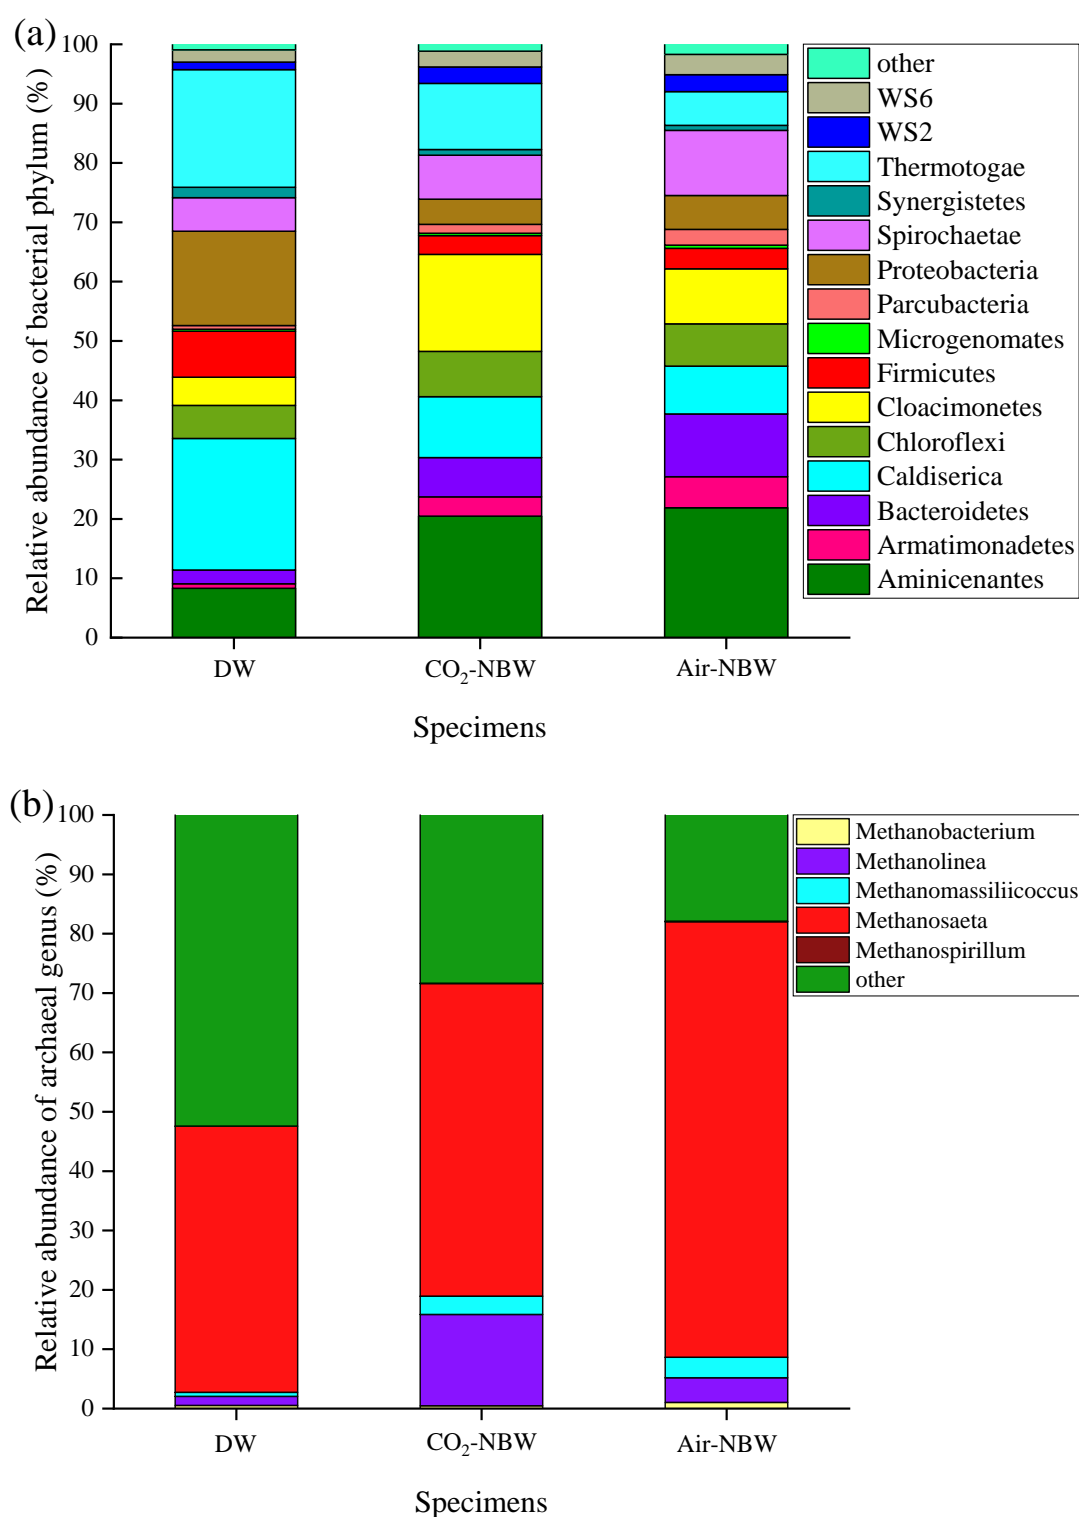 (a)
Relative abundance of bacterial phylum (%)
100
90
80
70
60
50
40
30
20
10
0
DW
CO₂-NBW
Air-NBW
Specimens
other
WS6
WS2
Thermotogae
Synergistetes
Spirochaetae
Proteobacteria
Parcubacteria
Microgenomates
Firmicutes
Cloacimonetes
Chloroflexi
Caldiserica
Bacteroidetes
Armatimonadetes
Aminicenantes
(b)
Relative abundance of archaeal genus (%)
100
90
80
70
60
50
40
30
20
10
0
DW
CO₂-NBW
Air-NBW
Specimens
Methanobacterium
Methanolinea
Methanomassiliicoccus
Methanosaeta
Methanospirillum
other